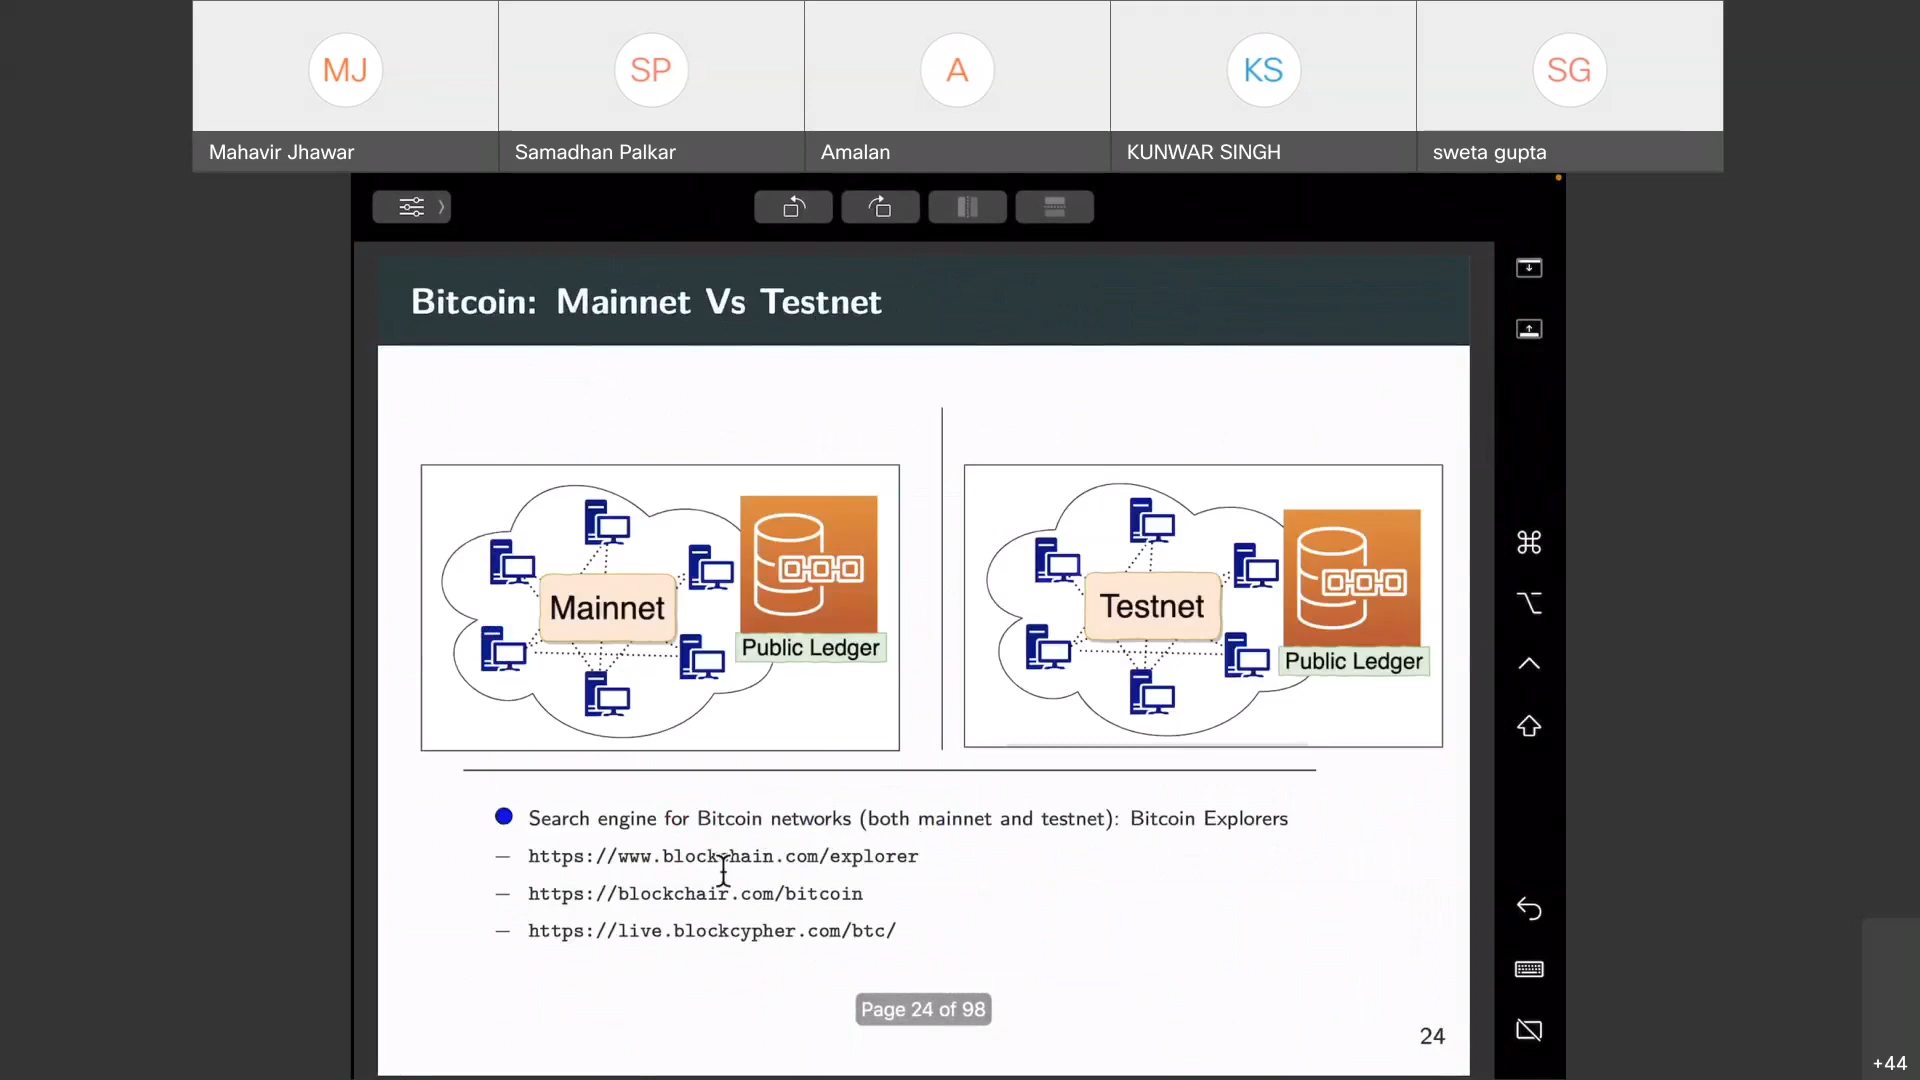 MJ
SP
A
KS
SG
Mahavir Jhawar
Samadhan Palkar
Amalan
KUNWAR SINGH
sweta gupta
Bitcoin: Mainnet Vs Testnet
Mainnet
Public Ledger
Testnet
Public Ledger
Search engine for Bitcoin networks (both mainnet and testnet): Bitcoin Explorers
— https://www.blockchain.com/explorer
— https://blockchair.com/bitcoin
— https://live.blockcypher.com/btc/
Page 24 of 98
24
+44